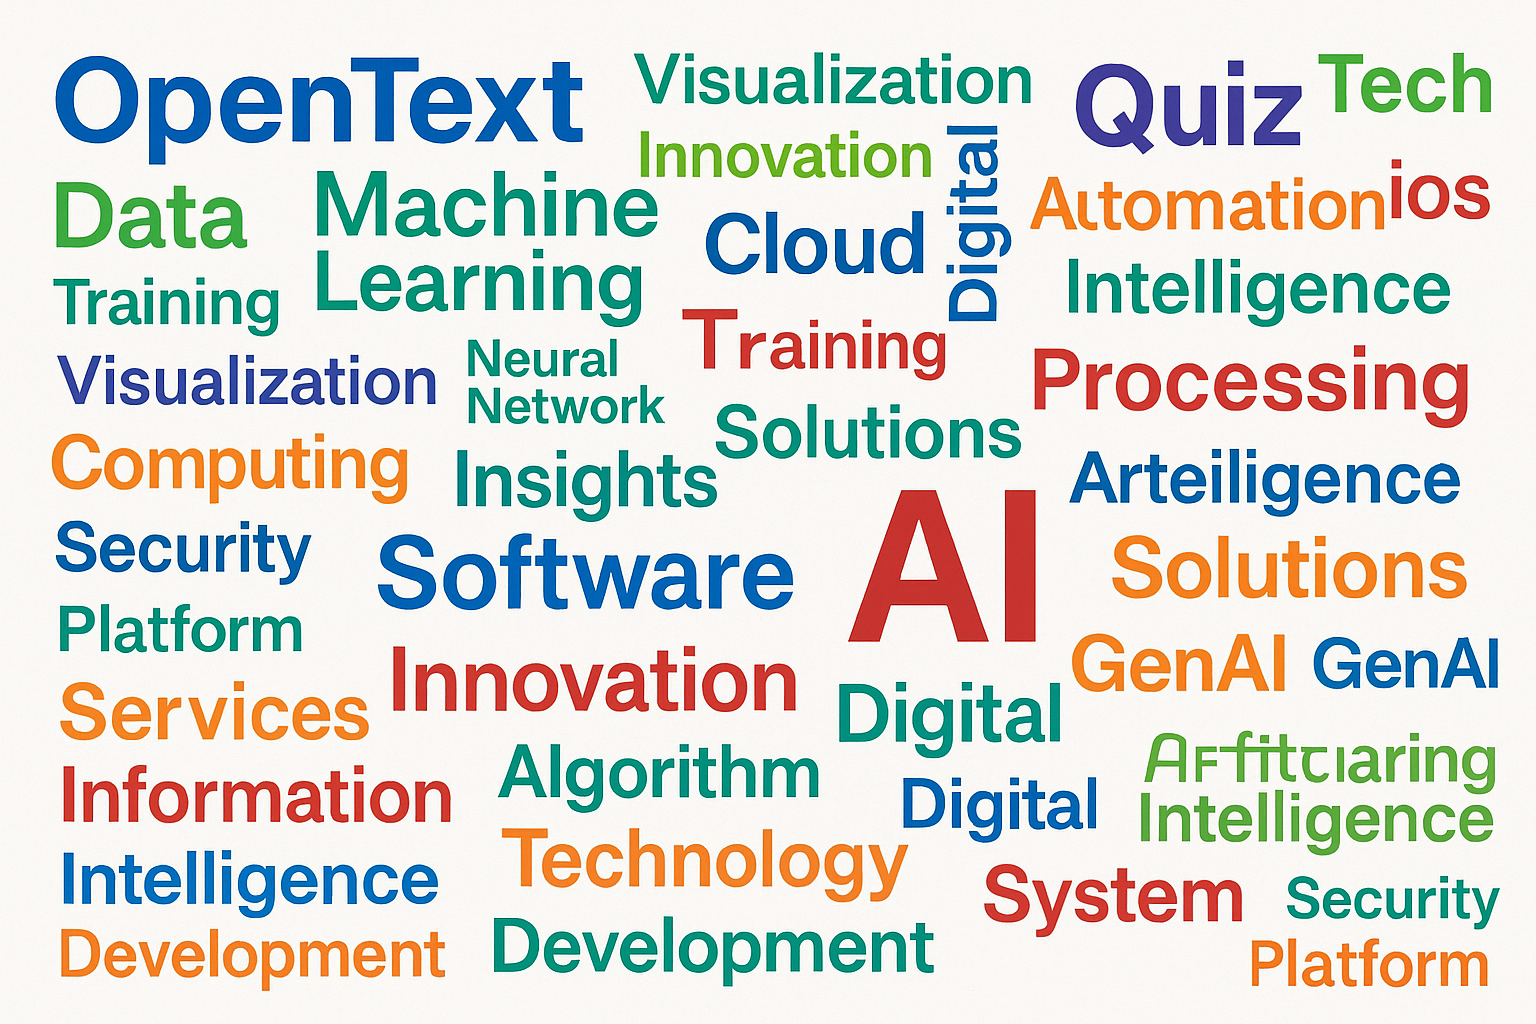 OpenText
Visualization
Quiz
Tech
Innovation
Digital
Data
Machine
Learning
Cloud
Automation
ios
Training
Intelligence
Training
Visualization
Neural
Network
Processing
Solutions
Computing
Insights
Arteiligence
AI
Security
Software
Solutions
Platform
Innovation
GenAI
GenAI
Services
Digital
Algorithm
Information
Digital
Intelligence
Technology
Intelligence
System
Security
Development
Development
Platform